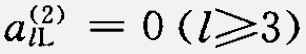 a_{lL}^{(2)} = 0 (l⩾3)